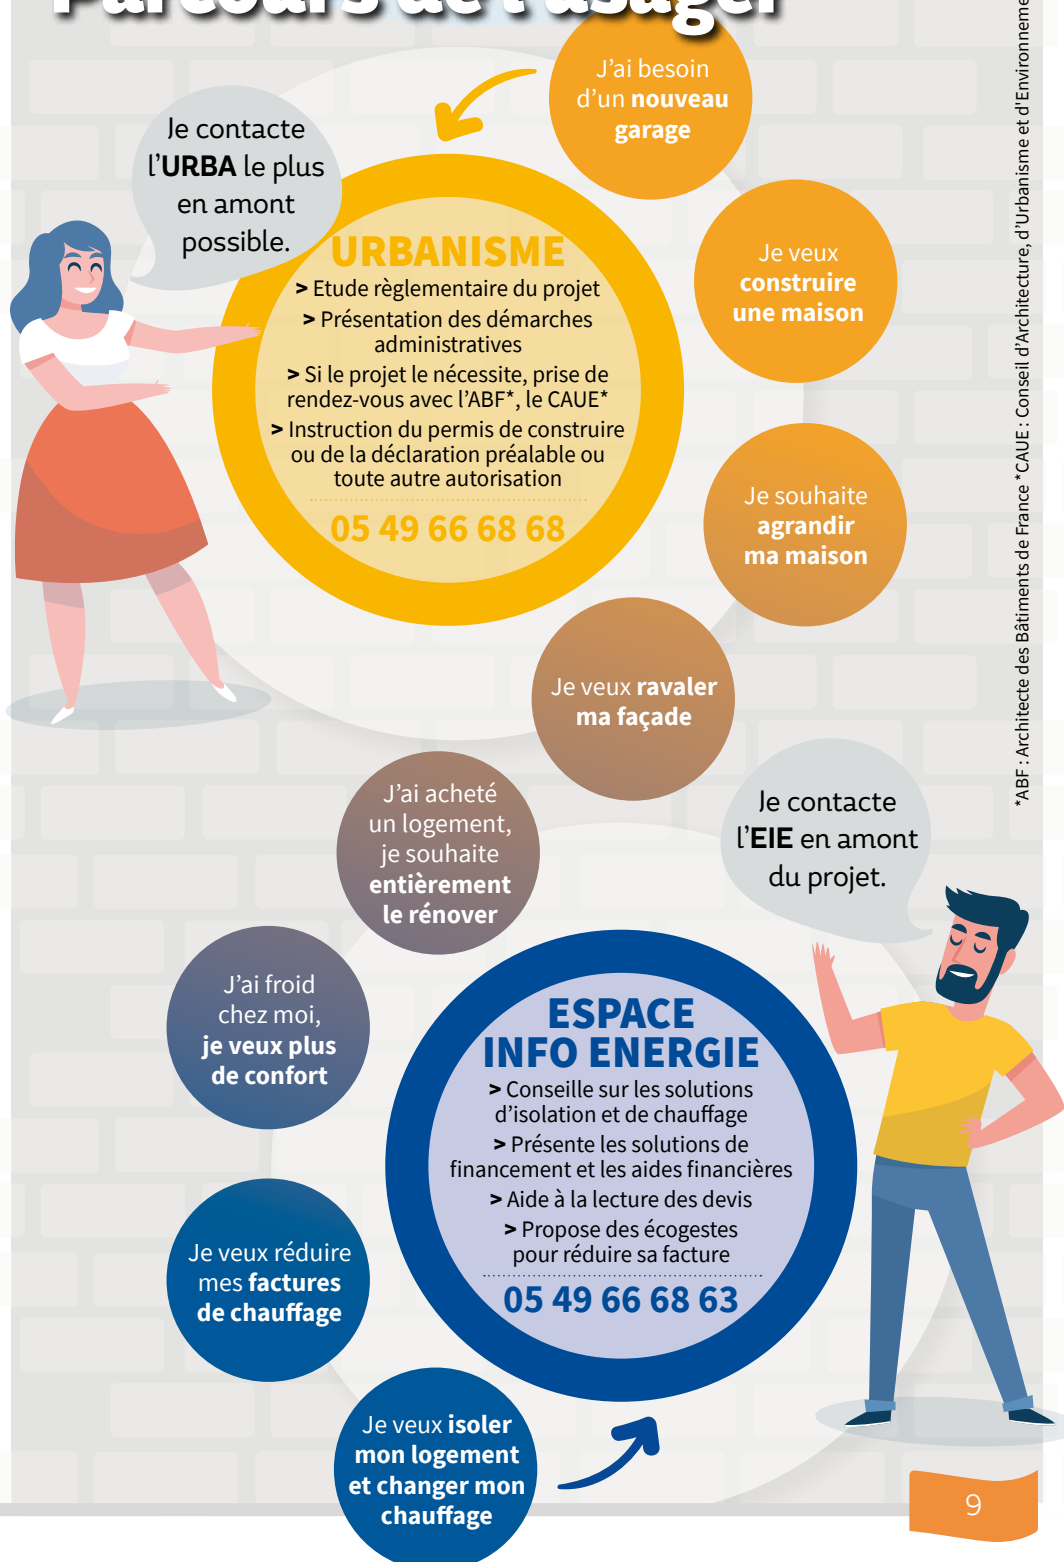 Parcours de l'usager
J'ai besoin
d'un nouveau
garage
Je contacte
l'URBA le plus
en amont
possible.
URBANISME
> Etude règlementaire du projet
> Présentation des démarches
administratives
> Si le projet le nécessite, prise de
rendez-vous avec l'ABF*, le CAUE*
> Instruction du permis de construire
ou de la déclaration préalable ou
toute autre autorisation
05 49 66 68 68
Je veux
construire
une maison
Je souhaite
agrandir
ma maison
Je veux ravaler
ma façade
J'ai acheté
un logement,
je souhaite
entièrement
le rénover
Je contacte
l'EIE en amont
du projet.
J'ai froid
chez moi,
je veux plus
de confort
ESPACE
INFO ENERGIE
> Conseille sur les solutions
d'isolation et de chauffage
> Présente les solutions de
financement et les aides financières
> Aide à la lecture des devis
> Propose des écogestes
pour réduire sa facture
05 49 66 68 63
Je veux réduire
mes factures
de chauffage
Je veux isoler
mon logement
et changer mon
chauffage
*ABF : Architecte des Bâtiments de France *CAUE : Conseil d'Architecture, d'Urbanisme et d'Environneme
9